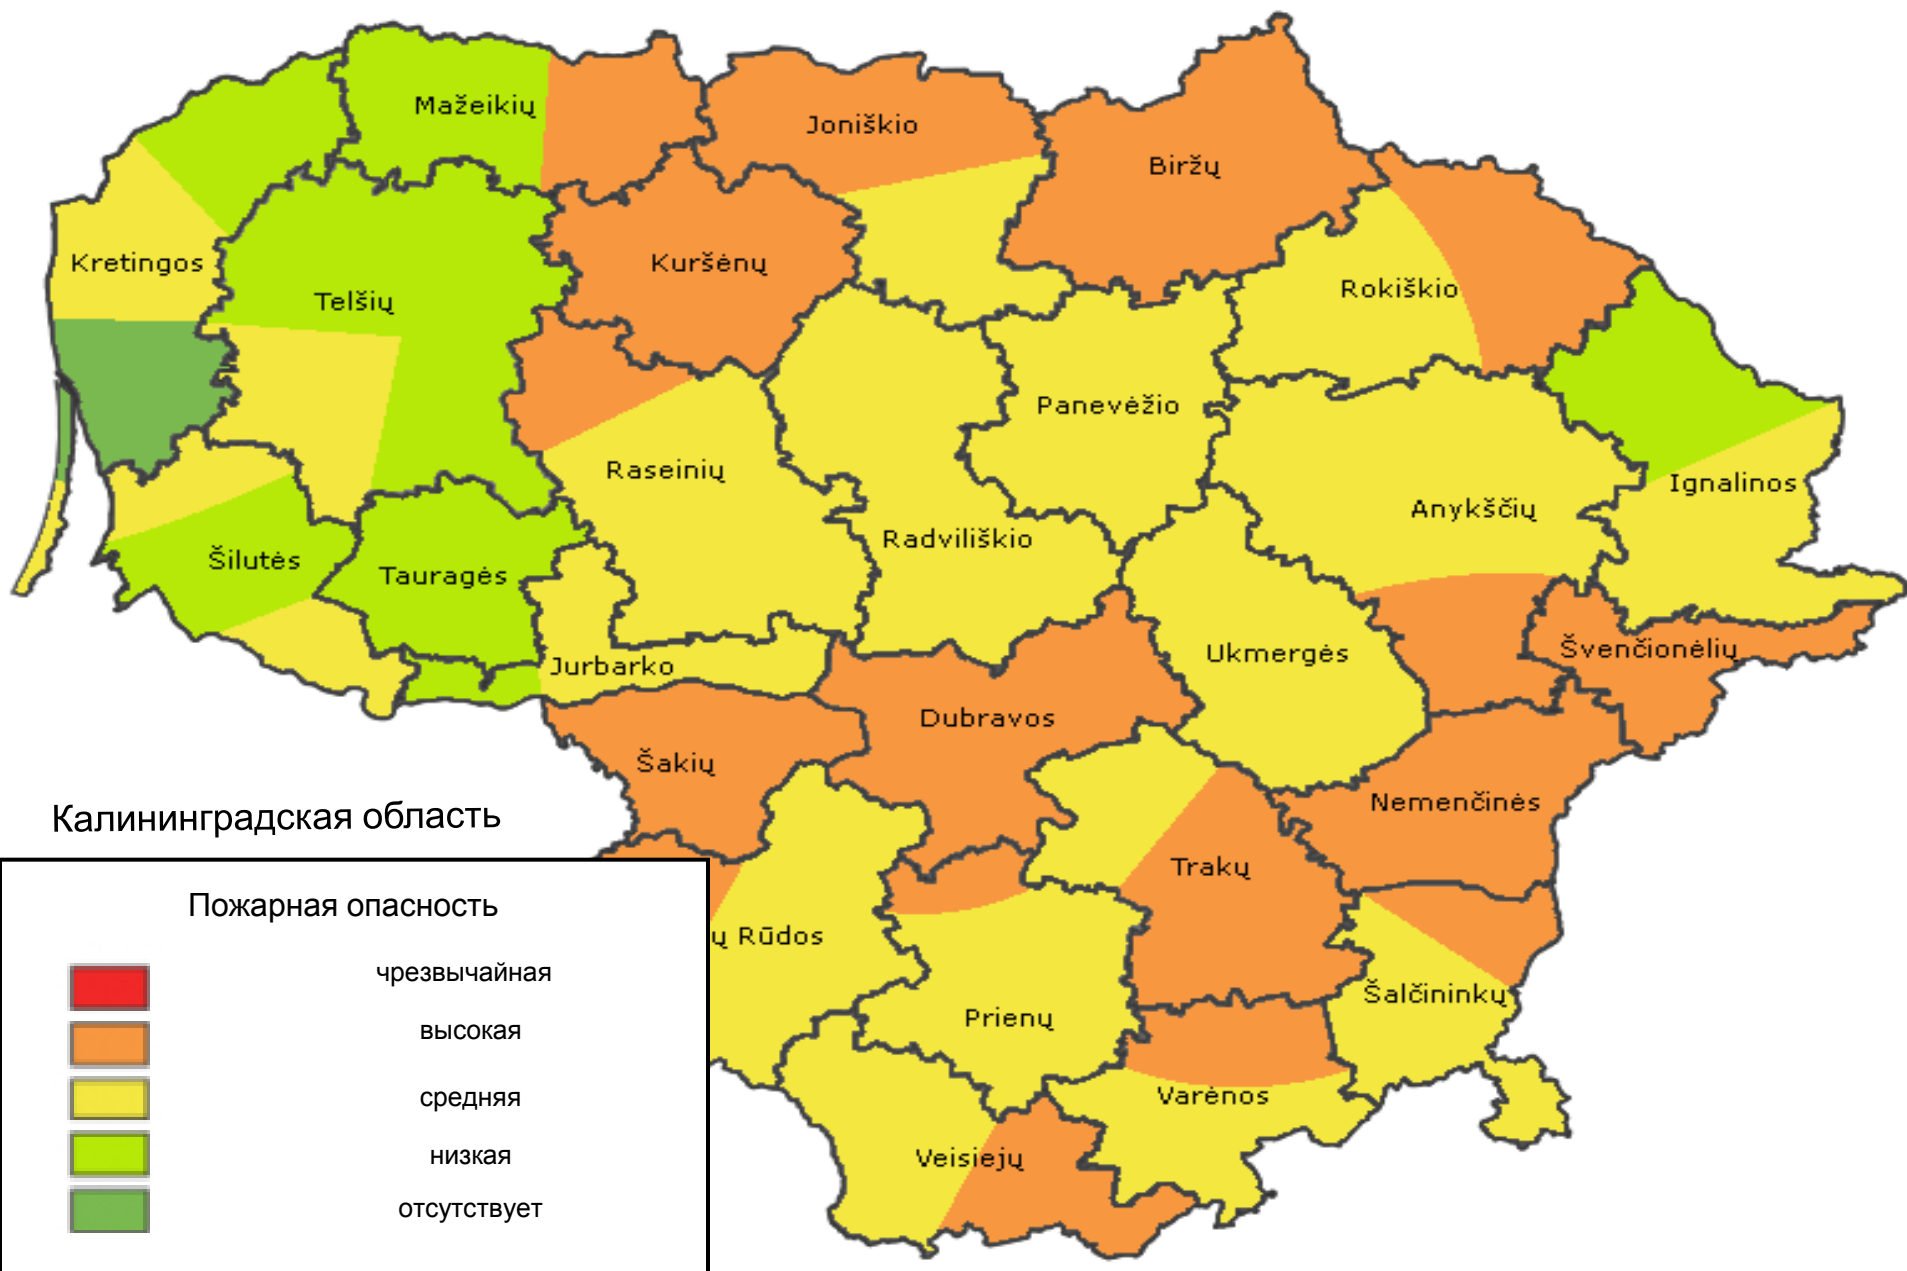 Mažeikių
Joniškio
Biržų
Kretingos
Telšių
Kuršėnų
Rokiškio
Panevėžio
Raseinių
Ignalinos
Anykščių
Radviliškio
Šilutės
Tauragės
Ukmergės
Švenčionėlių
Jurbarko
Dubravos
Šakių
Nemenčinės
Калининградская область
Trakų
Пожарная опасность
ų Rūdos
чрезвычайная
Šalčininkų
Prienų
высокая
Varėnos
средняя
Veisiejų
низкая
отсутствует